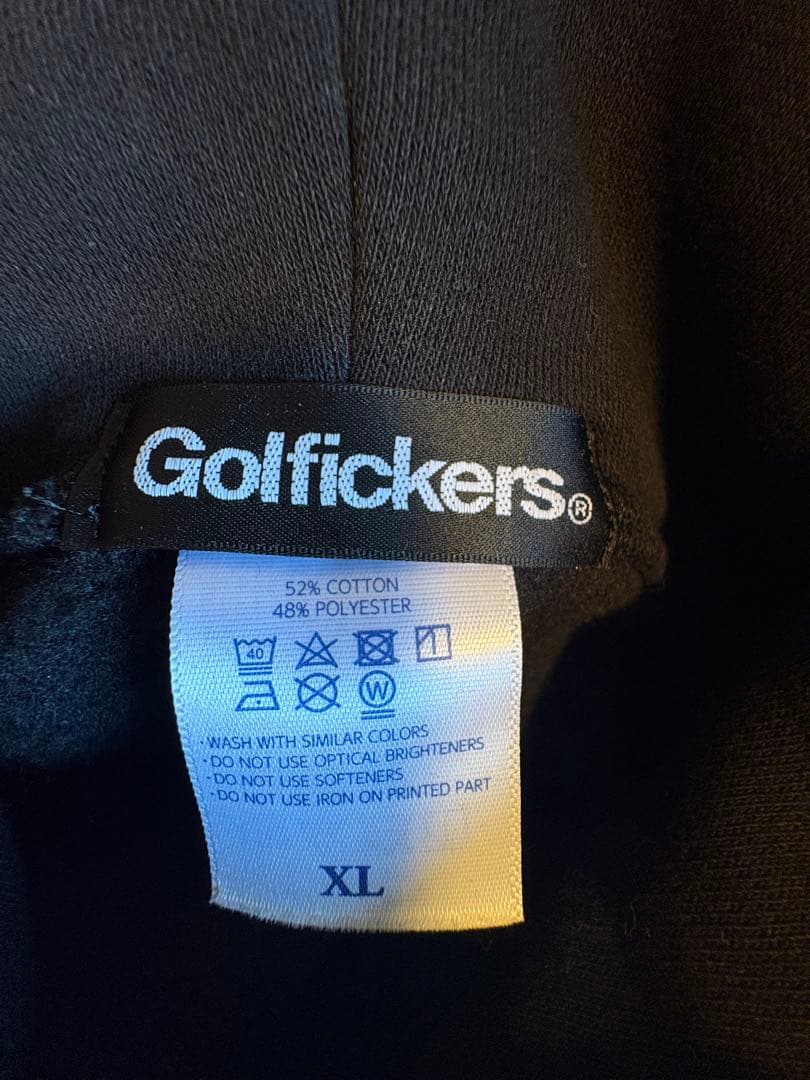 Golfickers®
52% COTTON
48% POLYESTER
40
W
·WASH WITH SIMILAR COLORS
·DO NOT USE OPTICAL BRIGHTENERS
·DO NOT USE SOFTENERS
·DO NOT USE IRON ON PRINTED PART
XL